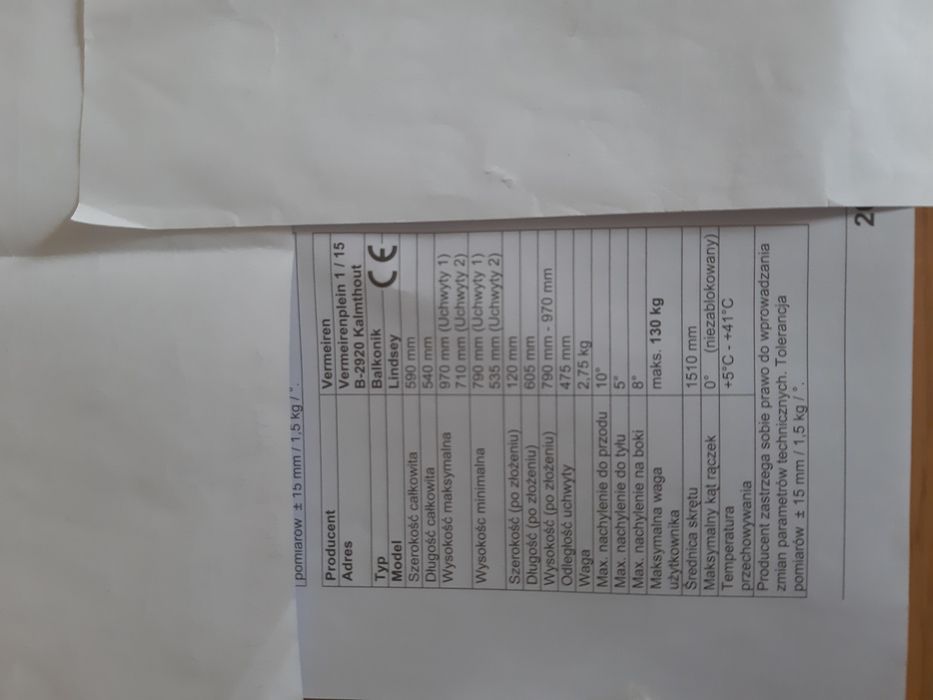 pomiarów ± 15 mm / 1,5 kg / °.
Producent Vermeiren
Adres Vermeirenplein 1 / 15
B-2920 Kalmthout
Typ Balkonik CE
Model Lindsey
Szerokość całkowita 590 mm
Długość całkowita 540 mm
Wysokość maksymalna 970 mm (Uchwyty 1)
710 mm (Uchwyty 2)
Wysokośc minimalna 790 mm (Uchwyty 1)
535 mm (Uchwyty 2)
Szerokość (po złożeniu) 120 mm
Długość (po złożeniu) 605 mm
Wysokość (po złożeniu) 790 mm - 970 mm
Odległość uchwyty 475 mm
Waga 2,75 kg
Max. nachylenie do przodu 10°
Max. nachylenie do tyłu 5°
Max. nachylenie na boki 8°
Maksymalna waga maks. 130 kg
użytkownika
Średnica skrętu 1510 mm
Maksymalny kąt rączek 0° (niezablokowany)
Temperatura +5°C - +41°C
przechowywania
Producent zastrzega sobie prawo do wprowadzania
zmian parametrów technicznych. Tolerancja
pomiarów ± 15 mm / 1,5 kg / °.